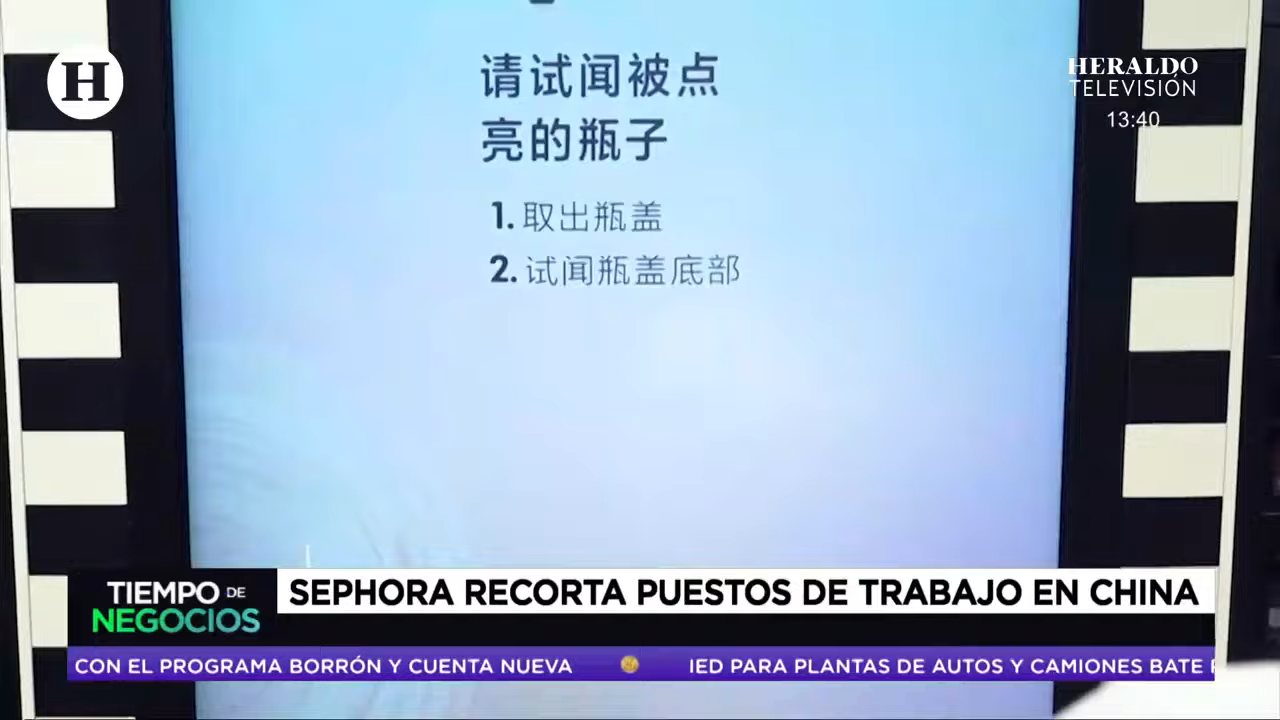 H
HERALDO
TELEVISIÓN
13:40
请试闻被点
亮的瓶子
1. 取出瓶盖
2. 试闻瓶盖底部
TIEMPO DE
NEGOCIOS
SEPHORA RECORTA PUESTOS DE TRABAJO EN CHINA
CON EL PROGRAMA BORRÓN Y CUENTA NUEVA
IED PARA PLANTAS DE AUTOS Y CAMIONES BATE